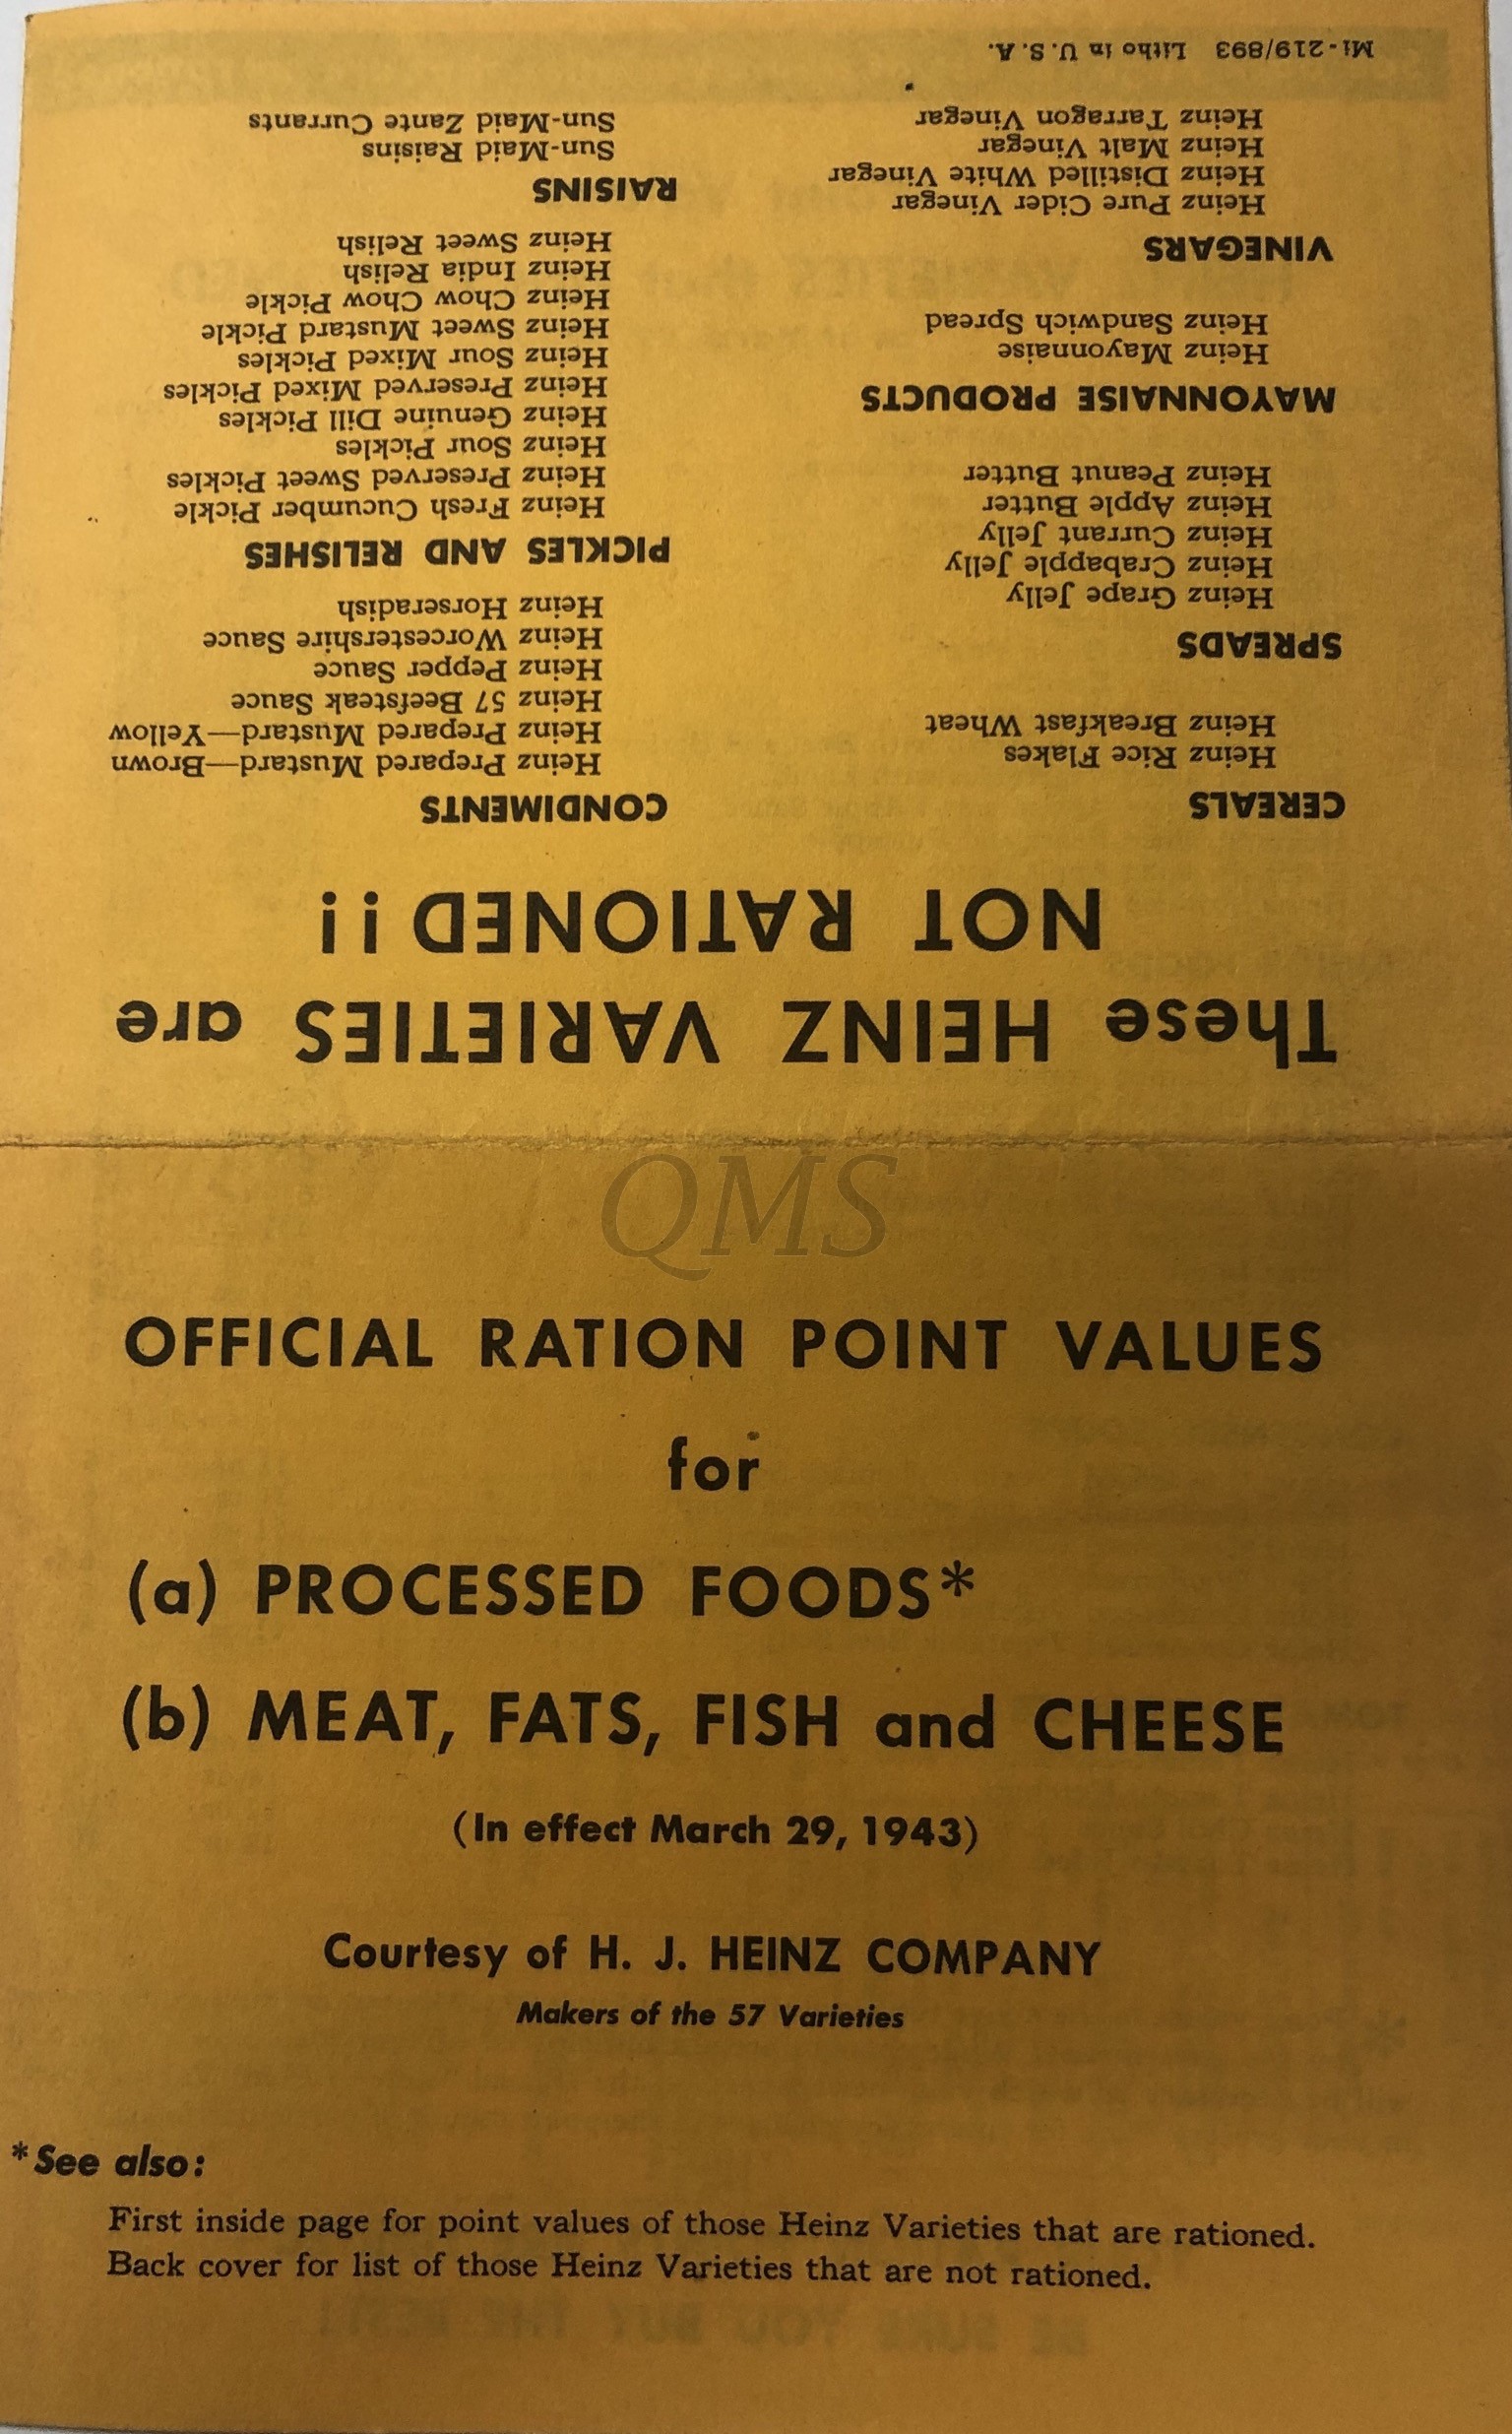 These HEINZ VARIETIES are
NOT RATIONED!!
CEREALS
Heinz Rice Flakes
Heinz Breakfast Wheat
SPREADS
Heinz Grape Jelly
Heinz Crabapple Jelly
Heinz Currant Jelly
Heinz Apple Butter
Heinz Peanut Butter
MAYONNAISE PRODUCTS
Heinz Mayonnaise
Heinz Sandwich Spread
VINEGARS
Heinz Pure Cider Vinegar
Heinz Distilled White Vinegar
Heinz Malt Vinegar
Heinz Tarragon Vinegar
CONDIMENTS
Heinz Prepared Mustard—Brown
Heinz Prepared Mustard—Yellow
Heinz 57 Beefsteak Sauce
Heinz Pepper Sauce
Heinz Worcestershire Sauce
Heinz Horseradish
PICKLES AND RELISHES
Heinz Fresh Cucumber Pickle
Heinz Preserved Sweet Pickles
Heinz Sour Pickles
Heinz Genuine Dill Pickles
Heinz Preserved Mixed Pickles
Heinz Sour Mixed Pickles
Heinz Sweet Mustard Pickle
Heinz Chow Chow Pickle
Heinz India Relish
Heinz Sweet Relish
RAISINS
Sun-Maid Raisins
Sun-Maid Zante Currants
Mi-219/893 Litho in U.S.A.
QMS
OFFICIAL RATION POINT VALUES
for
(a) PROCESSED FOODS*
(b) MEAT, FATS, FISH and CHEESE
(In effect March 29, 1943)
Courtesy of H. J. HEINZ COMPANY
Makers of the 57 Varieties
*See also:
First inside page for point values of those Heinz Varieties that are rationed.
Back cover for list of those Heinz Varieties that are not rationed.